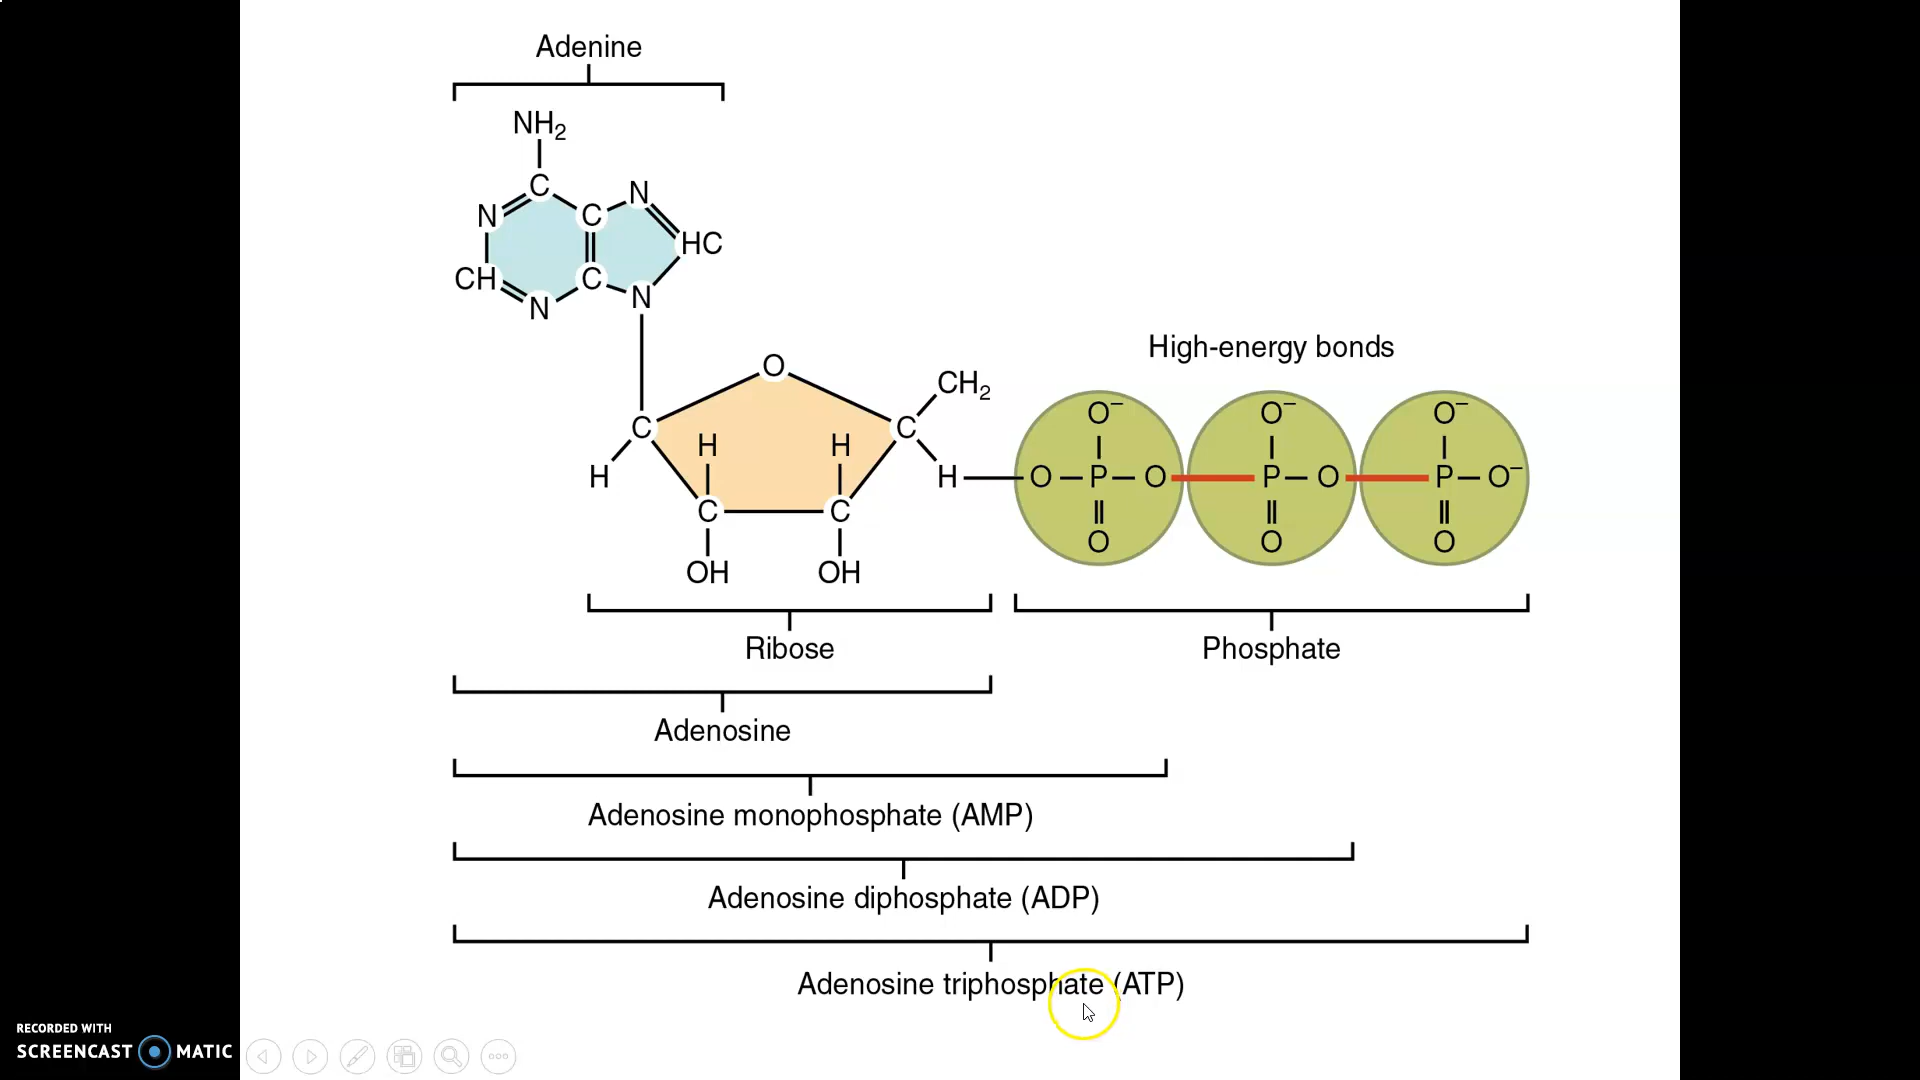 Adenine
NH₂
C
N
N
C
HC
CH
C
N
N
High-energy bonds
O
CH₂
O⁻
O⁻
O⁻
C
C
H
H
H
H
O
P
O
P
O
P
O⁻
C
C
O
O
O
OH
OH
Ribose
Phosphate
Adenosine
Adenosine monophosphate (AMP)
Adenosine diphosphate (ADP)
Adenosine triphosphate (ATP)
RECORDED WITH
SCREENCAST MATIC